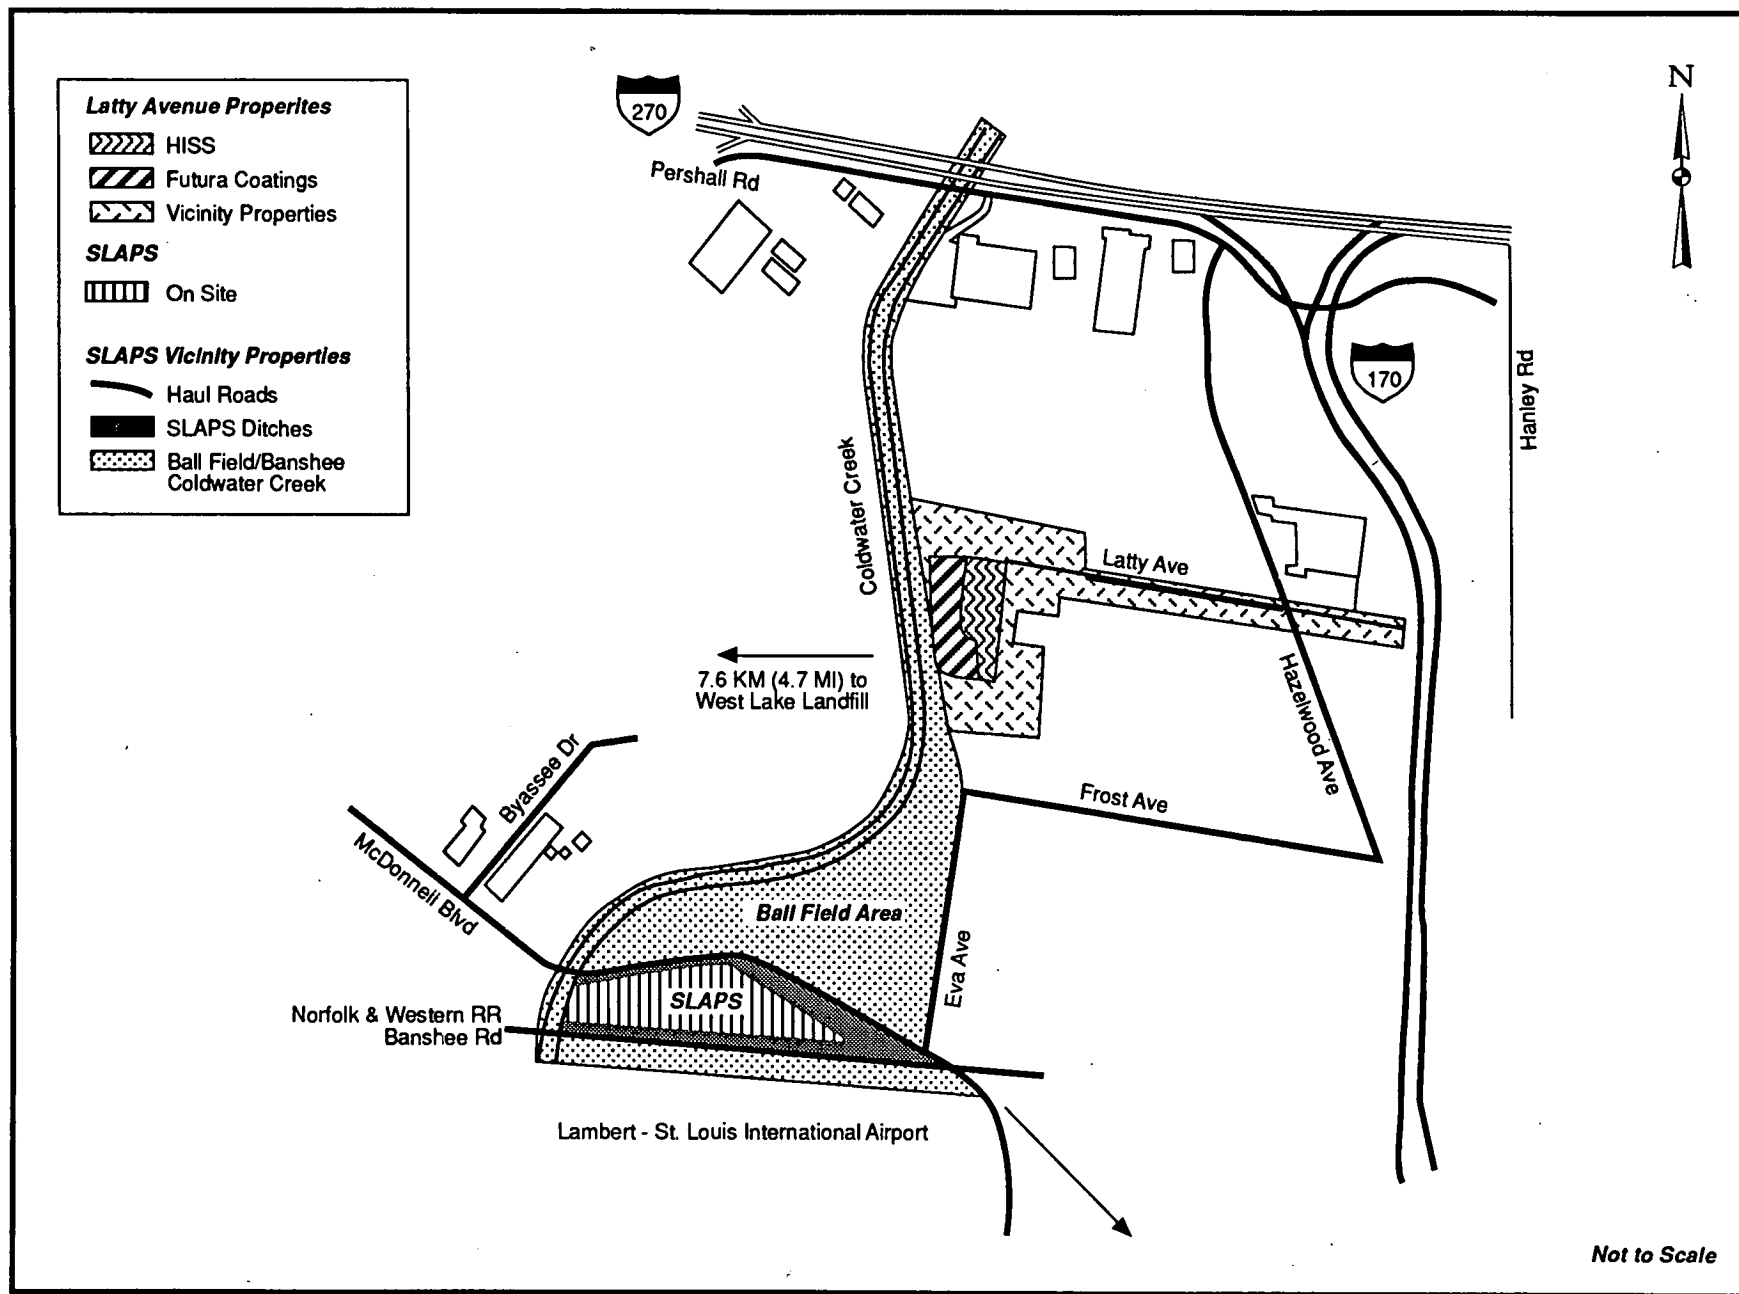 Latty Avenue Properites
HISS
Futura Coatings
Vicinity Properties
SLAPS
On Site
SLAPS Vicinity Properties
Haul Roads
SLAPS Ditches
Ball Field/Banshee
Coldwater Creek
270
N
Pershall Rd
170
Hanley Rd
Coldwater Creek
Latty Ave
7.6 KM (4.7 MI) to
West Lake Landfill
Hazelwood Ave
Byassee Dr
Frost Ave
McDonnell Blvd
Ball Field Area
Eva Ave
SLAPS
Norfolk & Western RR
Banshee Rd
Lambert - St. Louis International Airport
Not to Scale